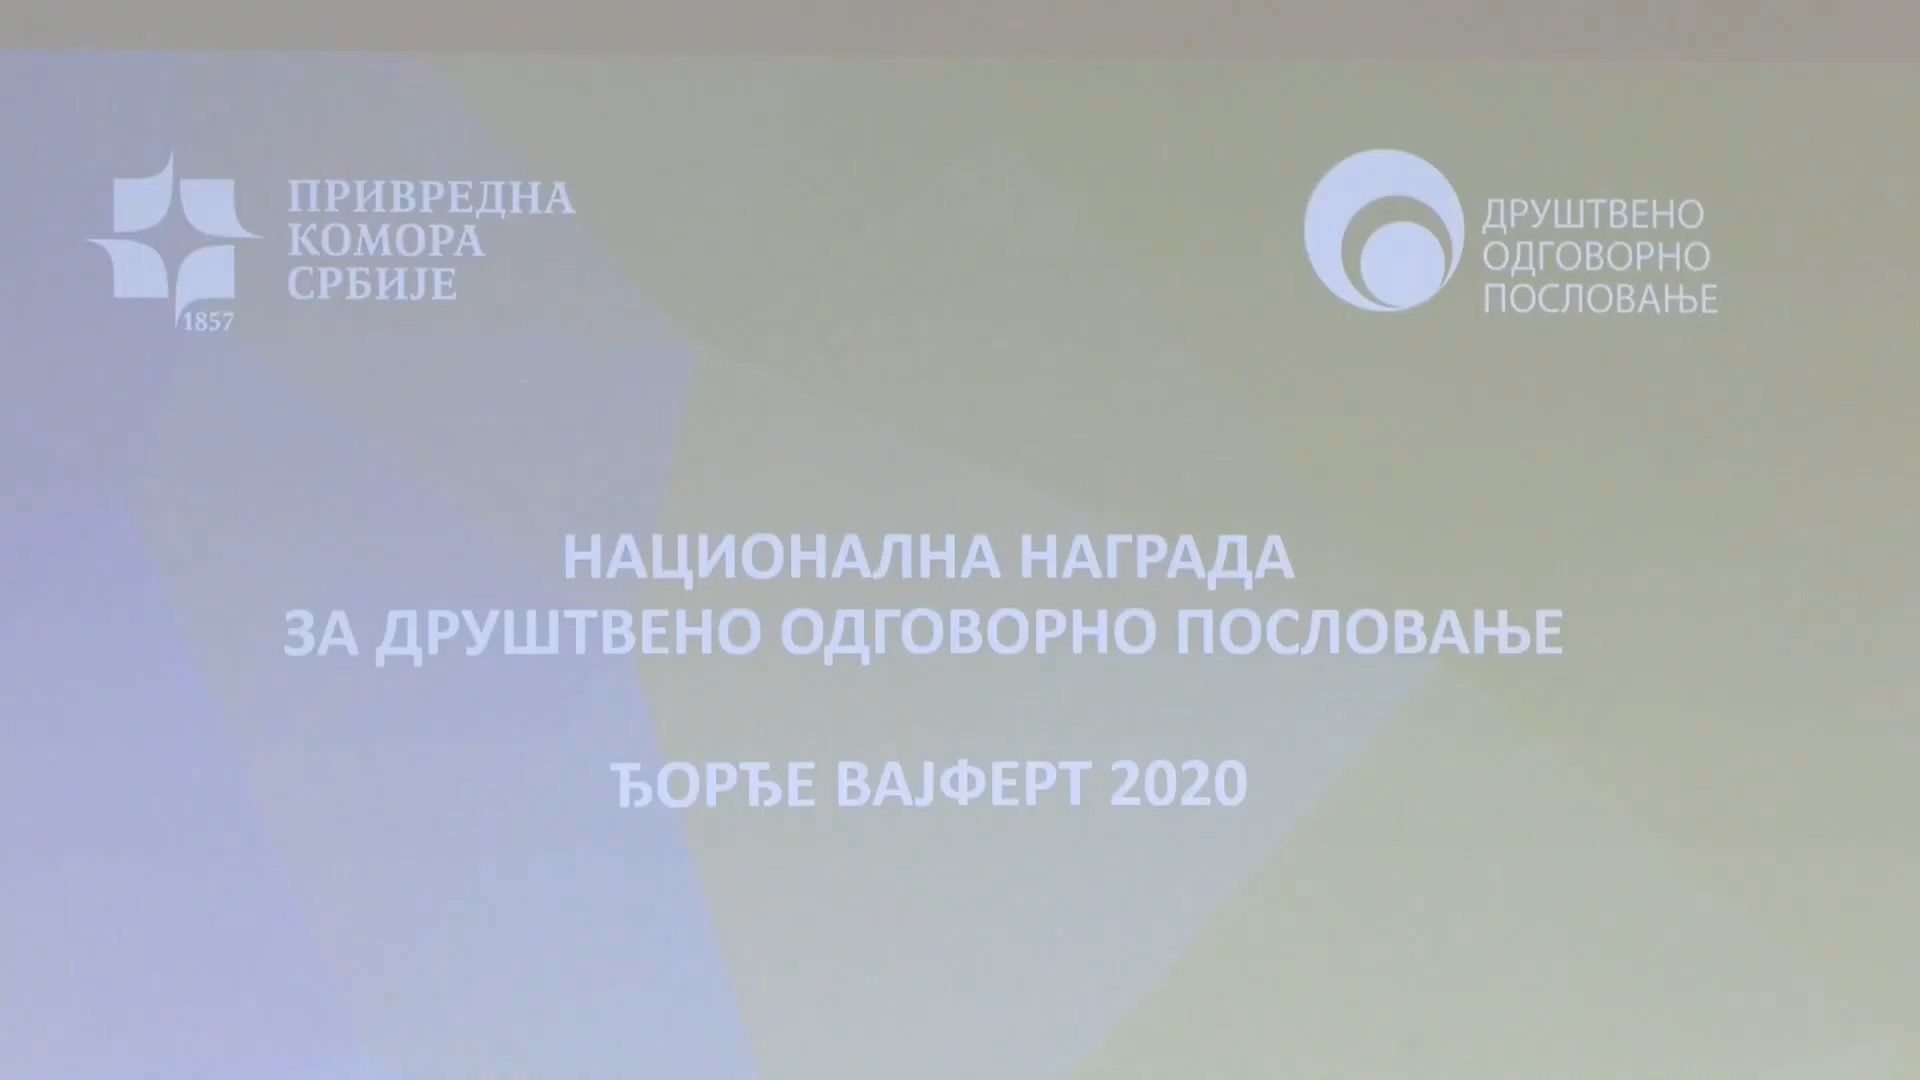 ПРИВРЕДНА
КОМОРА
СРБИЈЕ
1857
ДРУШТВЕНО
ОДГОВОРНО
ПОСЛОВАЊЕ
НАЦИОНАЛНА НАГРАДА
ЗА ДРУШТВЕНО ОДГОВОРНО ПОСЛОВАЊЕ
ЂОРЂЕ ВАЈФЕРТ 2020